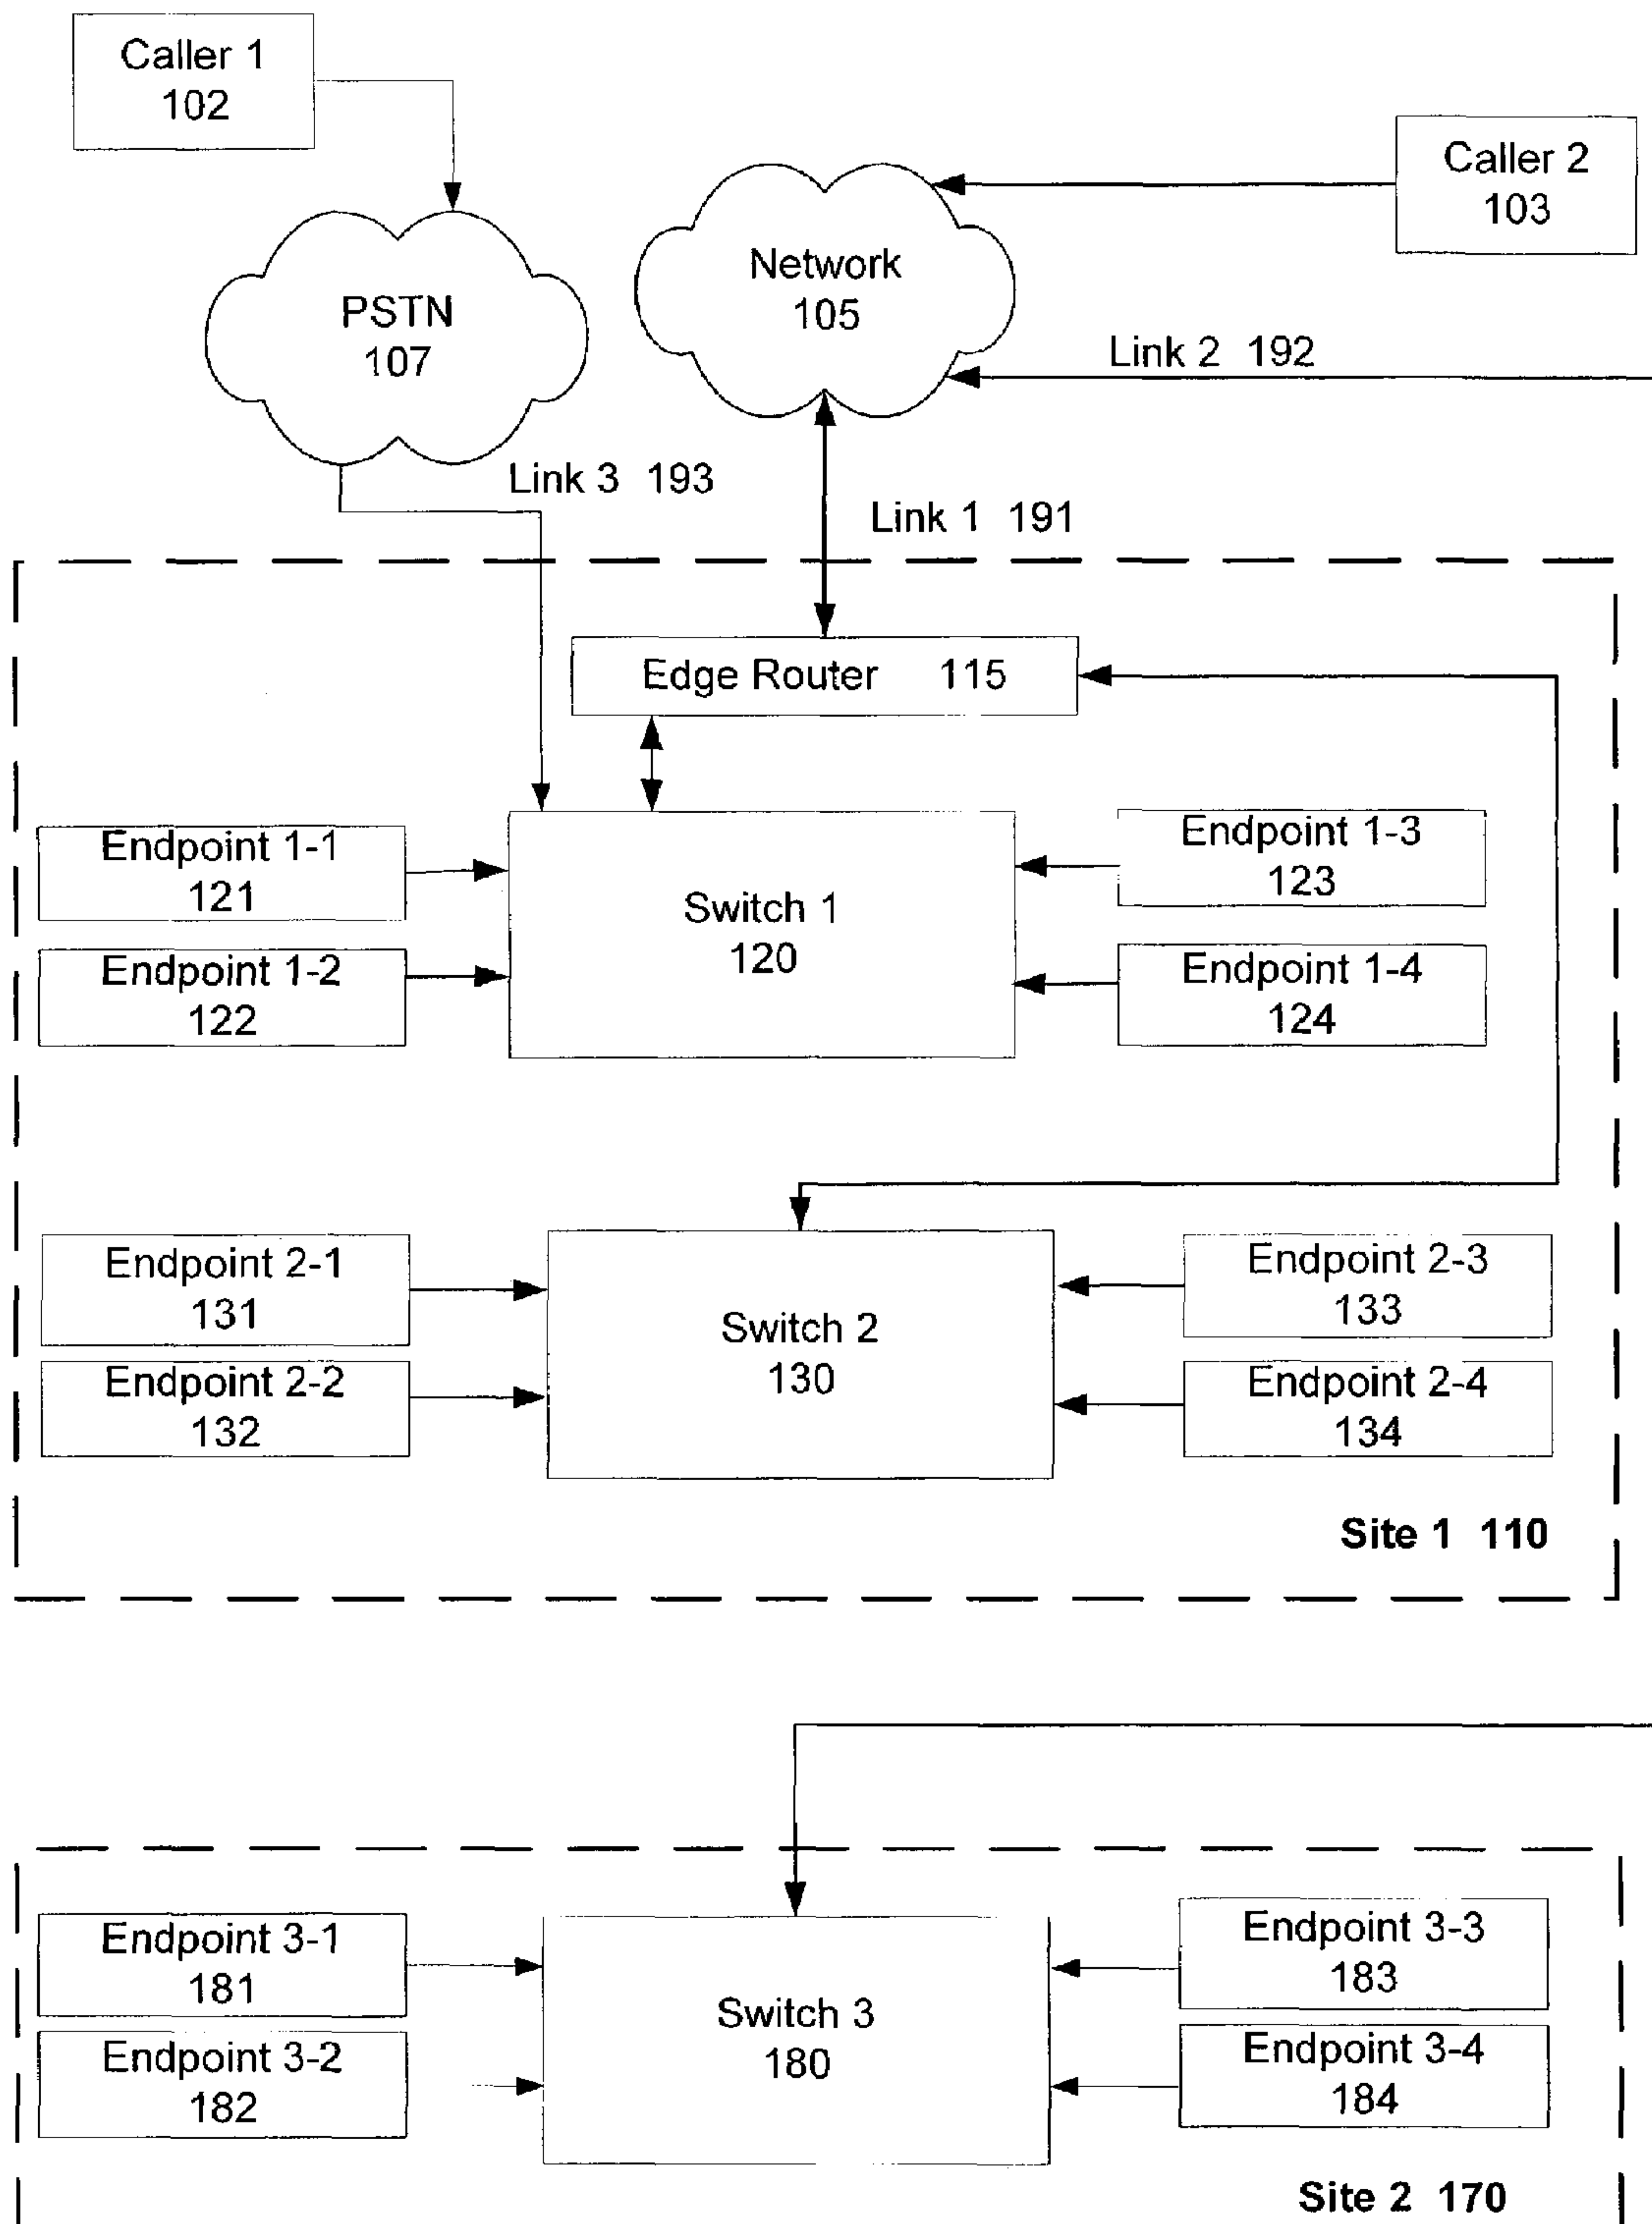 Caller 1
102
Caller 2
103
Network
105
PSTN
107
Link 2 192
Link 3 193
Link 1 191
Edge Router 115
Endpoint 1-1
121
Endpoint 1-3
123
Switch 1
120
Endpoint 1-2
122
Endpoint 1-4
124
Endpoint 2-1
131
Endpoint 2-3
133
Switch 2
130
Endpoint 2-2
132
Endpoint 2-4
134
Site 1 110
Endpoint 3-1
181
Endpoint 3-3
183
Switch 3
180
Endpoint 3-2
182
Endpoint 3-4
184
Site 2 170